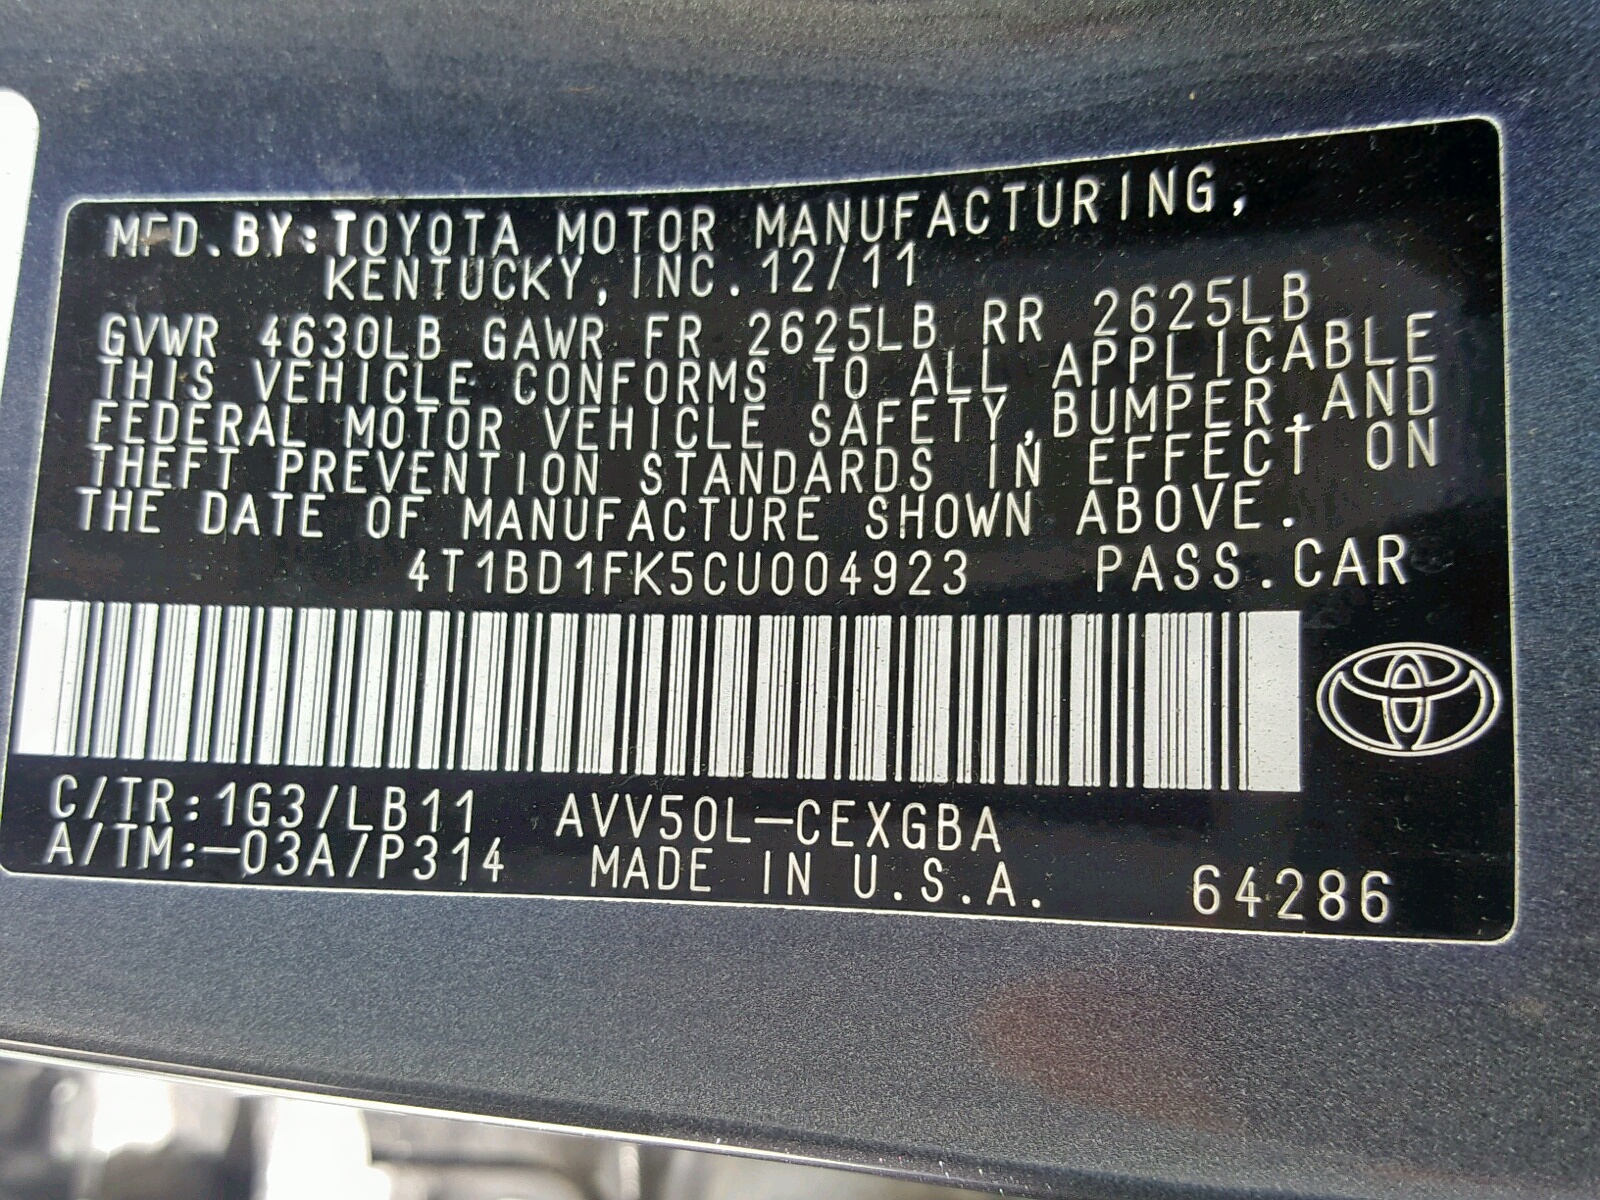 MFD.BY:TOYOTA MOTOR MANUFACTURING,
KENTUCKY,INC.12/11
GVWR 4630LB GAWR FR 2625LB RR 2625LB
THIS VEHICLE CONFORMS TO ALL APPLICABLE
FEDERAL MOTOR VEHICLE SAFETY,BUMPER,AND
THEFT PREVENTION STANDARDS IN EFFECT ON
THE DATE OF MANUFACTURE SHOWN ABOVE.
4T1BD1FK5CU004923 PASS.CAR
C/TR:1G3/LB11 AVV50L-CEXGBA
A/TM:-03A/P314 MADE IN U.S.A. 64286